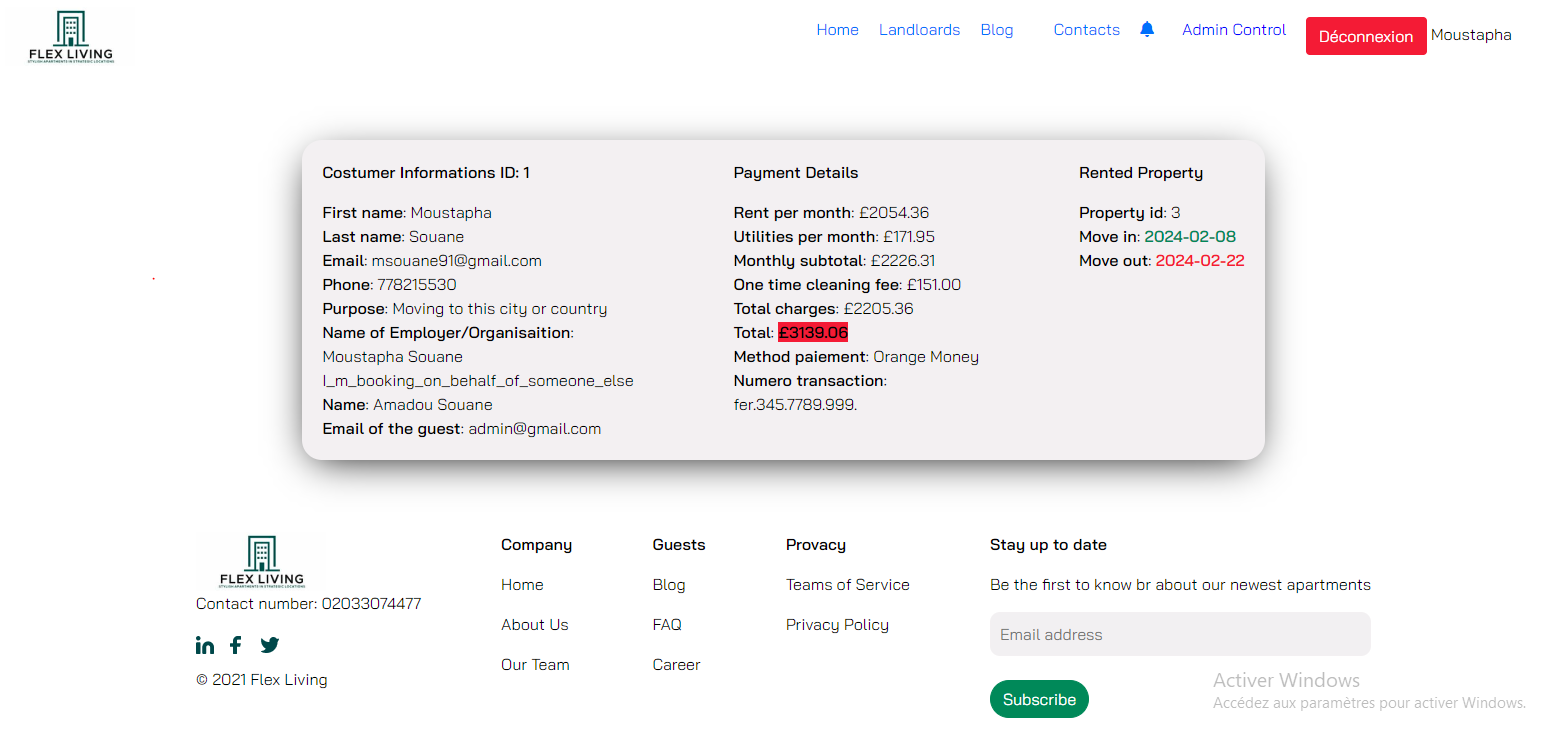 FLEX LIVING
STYLISH APARTMENTS IN STRATEGIC LOCATIONS
Home Landloards Blog Contacts Admin Control Déconnexion Moustapha
Costumer Informations ID: 1
First name: Moustapha
Last name: Souane
Email: msouane91@gmail.com
Phone: 778215530
Purpose: Moving to this city or country
Name of Employer/Organisaition:
Moustapha Souane
I_m_booking_on_behalf_of_someone_else
Name: Amadou Souane
Email of the guest: admin@gmail.com
Payment Details
Rent per month: £2054.36
Utilities per month: £171.95
Monthly subtotal: £2226.31
One time cleaning fee: £151.00
Total charges: £2205.36
Total: £3139.06
Method paiement: Orange Money
Numero transaction:
fer.345.7789.999.
Rented Property
Property id: 3
Move in: 2024-02-08
Move out: 2024-02-22
FLEX LIVING
STYLISH APARTMENTS IN STRATEGIC LOCATIONS
Contact number: 02033074477
© 2021 Flex Living
Company
Home
About Us
Our Team
Guests
Blog
FAQ
Career
Provacy
Teams of Service
Privacy Policy
Stay up to date
Be the first to know br about our newest apartments
Email address
Subscribe
Activer Windows
Accédez aux paramètres pour activer Windows.